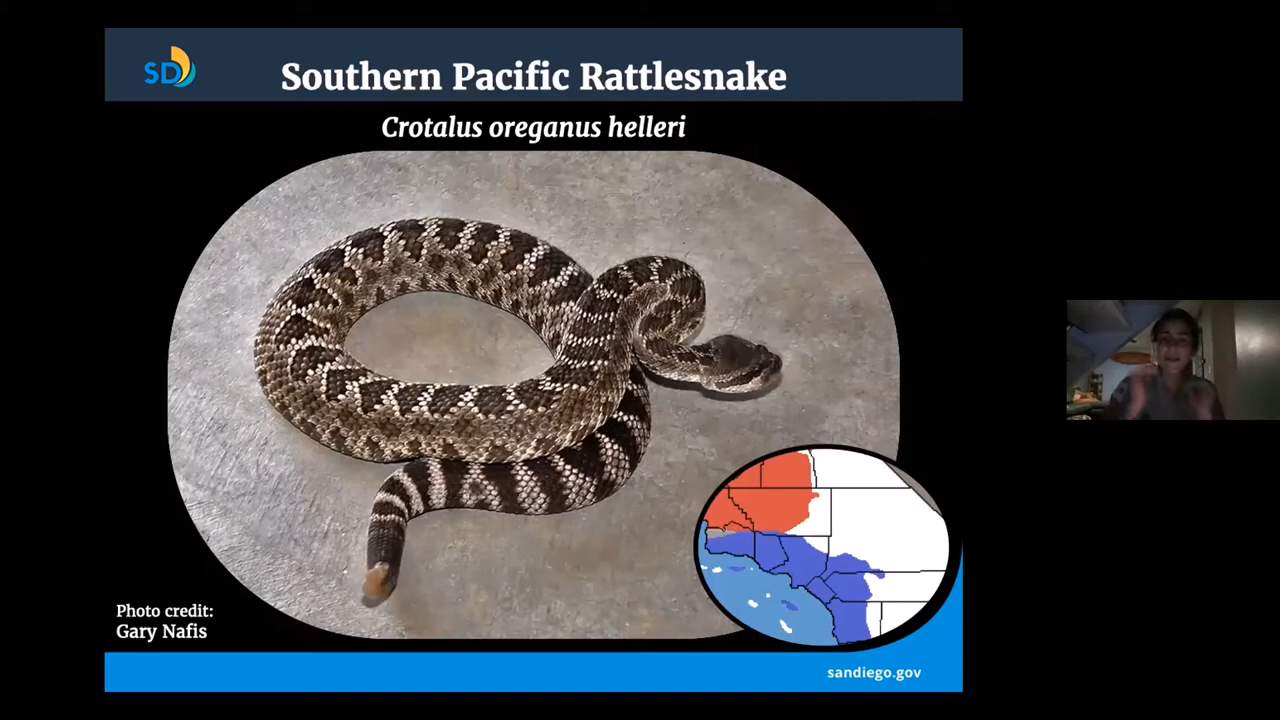 SD
Southern Pacific Rattlesnake
Crotalus oreganus helleri
Photo credit:
Gary Nafis
sandiego.gov